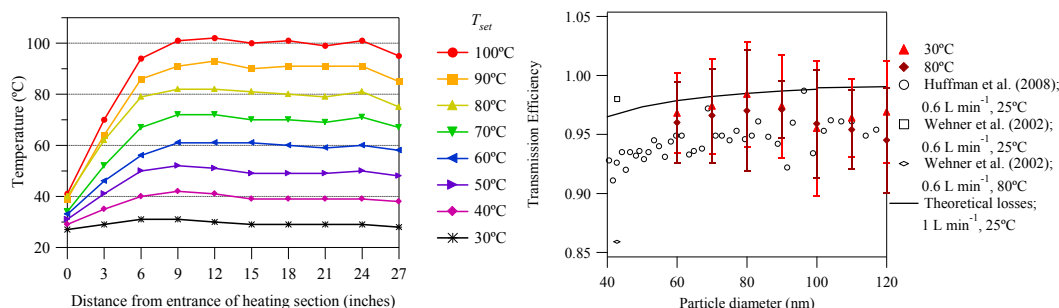 Temperature (ºC)
100
80
60
40
20
0
3
6
9
12
15
18
21
24
27
Distance from entrance of heating section (inches)
Tset
100ºC
90ºC
80ºC
70ºC
60ºC
50ºC
40ºC
30ºC
Transmission Efficiency
1.05
1.00
0.95
0.90
0.85
40
60
80
100
120
Particle diameter (nm)
30ºC
80ºC
Huffman et al. (2008);
0.6 L min-1, 25ºC
Wehner et al. (2002);
0.6 L min-1, 25ºC
Wehner et al. (2002);
0.6 L min-1, 80ºC
Theoretical losses;
1 L min-1, 25ºC